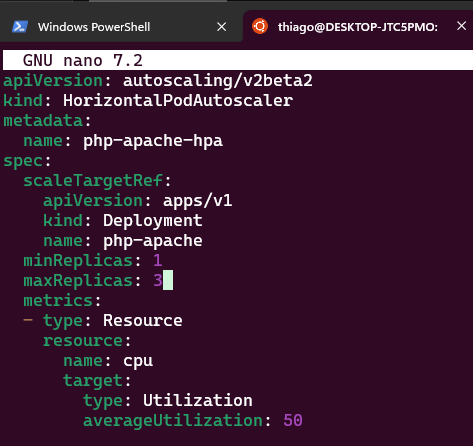 Windows PowerShell
thiago@DESKTOP-JTC5PMO:
GNU nano 7.2
apiVersion: autoscaling/v2beta2
kind: HorizontalPodAutoscaler
metadata:
  name: php-apache-hpa
spec:
  scaleTargetRef:
    apiVersion: apps/v1
    kind: Deployment
    name: php-apache
  minReplicas: 1
  maxReplicas: 3
  metrics:
  - type: Resource
    resource:
      name: cpu
      target:
        type: Utilization
        averageUtilization: 50